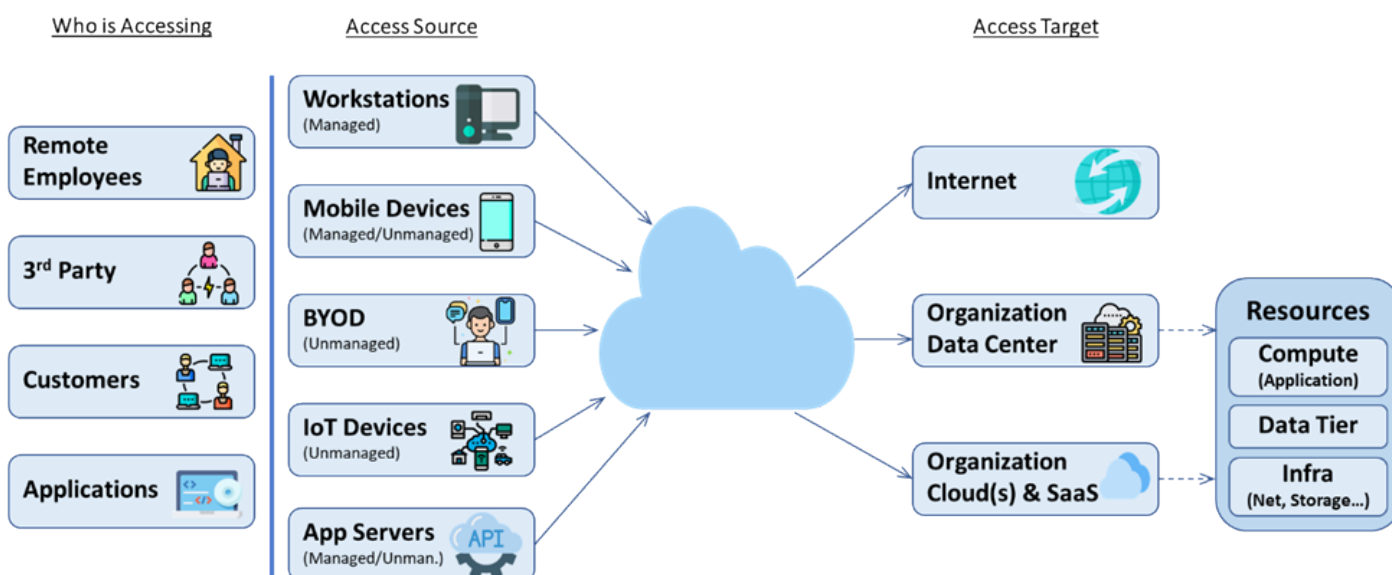 Who is Accessing
Access Source
Access Target
Remote
Employees
3rd Party
Customers
Applications
Workstations
(Managed)
Mobile Devices
(Managed/Unmanaged)
BYOD
(Unmanaged)
IoT Devices
(Unmanaged)
App Servers
(Managed/Unman.)
API
Internet
Organization
Data Center
Organization
Cloud(s) & SaaS
Resources
Compute
(Application)
Data Tier
Infra
(Net, Storage...)